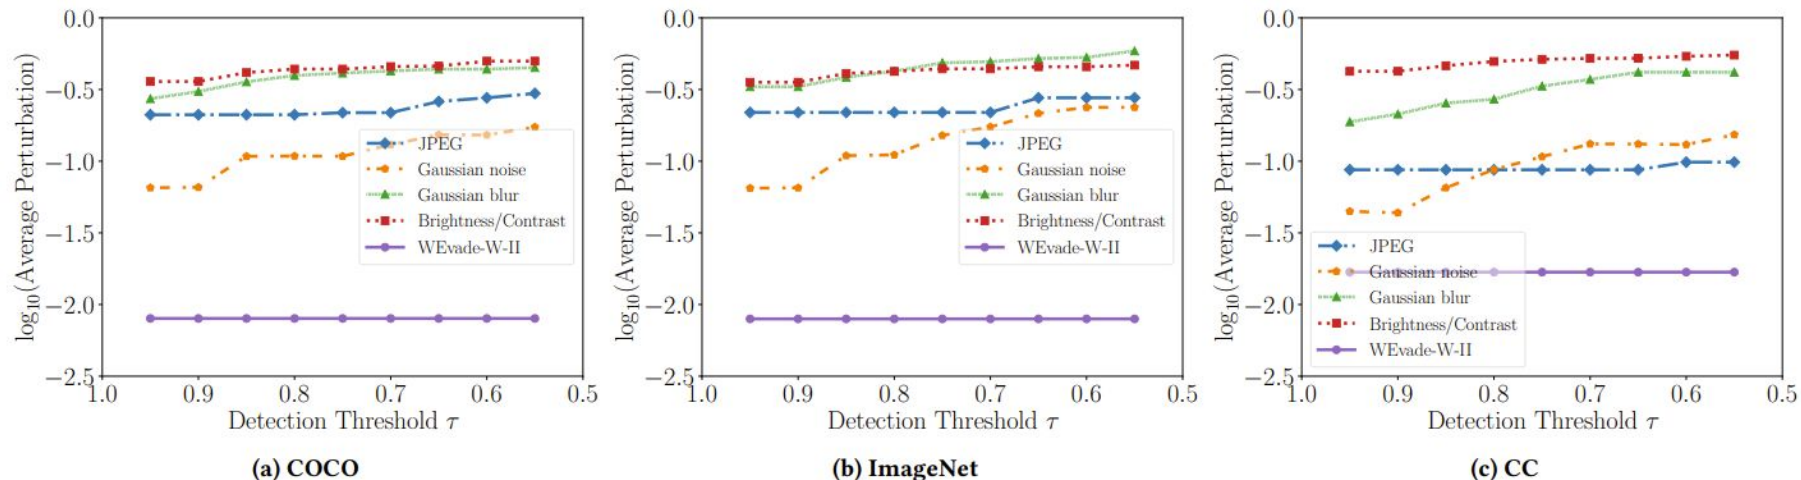 log10(Average Perturbation)
0.0
−0.5
−1.0
−1.5
−2.0
−2.5
1.0 0.9 0.8 0.7 0.6 0.5
Detection Threshold τ
JPEG
Gaussian noise
Gaussian blur
Brightness/Contrast
WEvade-W-II
(a) COCO
log10(Average Perturbation)
0.0
−0.5
−1.0
−1.5
−2.0
−2.5
1.0 0.9 0.8 0.7 0.6 0.5
Detection Threshold τ
JPEG
Gaussian noise
Gaussian blur
Brightness/Contrast
WEvade-W-II
(b) ImageNet
log10(Average Perturbation)
0.0
−0.5
−1.0
−1.5
−2.0
−2.5
1.0 0.9 0.8 0.7 0.6 0.5
Detection Threshold τ
JPEG
Gaussian noise
Gaussian blur
Brightness/Contrast
WEvade-W-II
(c) CC